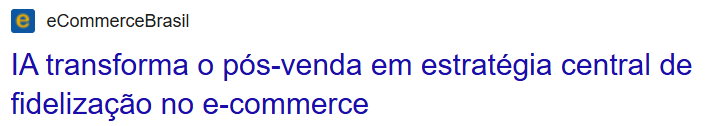 eCommerceBrasil
IA transforma o pós-venda em estratégia central de
fidelização no e-commerce